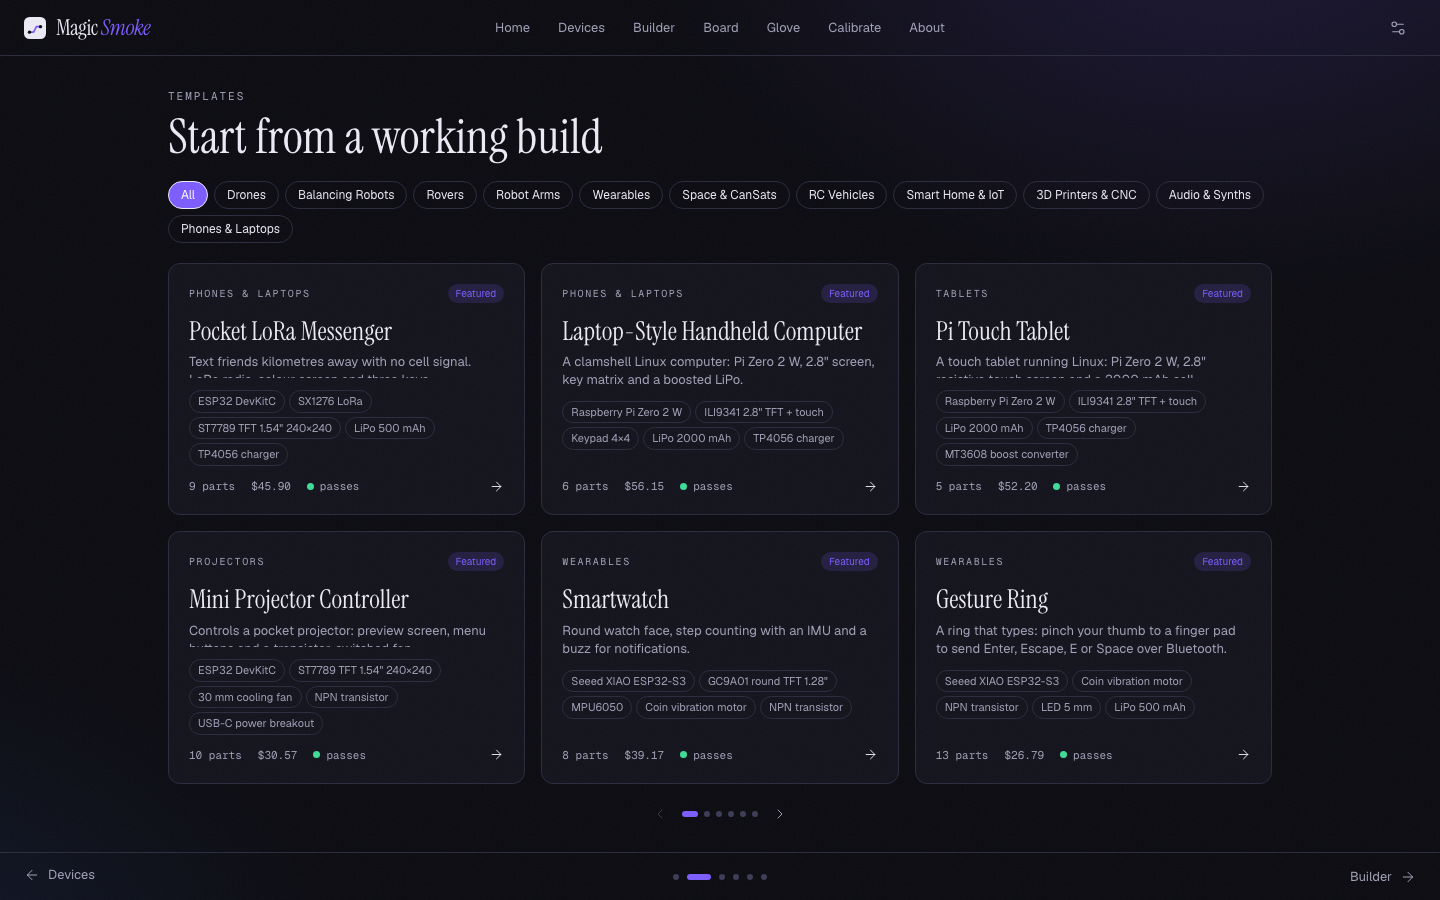 Magic Smoke
Home Devices Builder Board Glove Calibrate About
TEMPLATES
Start from a working build
All Drones Balancing Robots Rovers Robot Arms Wearables Space & CanSats RC Vehicles Smart Home & IoT 3D Printers & CNC Audio & Synths
Phones & Laptops
PHONES & LAPTOPS Featured
Pocket LoRa Messenger
Text friends kilometres away with no cell signal.
ESP32 DevKitC SX1276 LoRa
ST7789 TFT 1.54" 240×240 LiPo 500 mAh
TP4056 charger
9 parts $45.90 passes
PHONES & LAPTOPS Featured
Laptop-Style Handheld Computer
A clamshell Linux computer: Pi Zero 2 W, 2.8" screen,
key matrix and a boosted LiPo.
Raspberry Pi Zero 2 W ILI9341 2.8" TFT + touch
Keypad 4×4 LiPo 2000 mAh TP4056 charger
6 parts $56.15 passes
TABLETS Featured
Pi Touch Tablet
A touch tablet running Linux: Pi Zero 2 W, 2.8"
Raspberry Pi Zero 2 W ILI9341 2.8" TFT + touch
LiPo 2000 mAh TP4056 charger
MT3608 boost converter
5 parts $52.20 passes
PROJECTORS Featured
Mini Projector Controller
Controls a pocket projector: preview screen, menu
ESP32 DevKitC ST7789 TFT 1.54" 240×240
30 mm cooling fan NPN transistor
USB-C power breakout
10 parts $30.57 passes
WEARABLES Featured
Smartwatch
Round watch face, step counting with an IMU and a
buzz for notifications.
Seeed XIAO ESP32-S3 GC9A01 round TFT 1.28"
MPU6050 Coin vibration motor NPN transistor
8 parts $39.17 passes
WEARABLES Featured
Gesture Ring
A ring that types: pinch your thumb to a finger pad
to send Enter, Escape, E or Space over Bluetooth.
Seeed XIAO ESP32-S3 Coin vibration motor
NPN transistor LED 5 mm LiPo 500 mAh
13 parts $26.79 passes
Devices
Builder